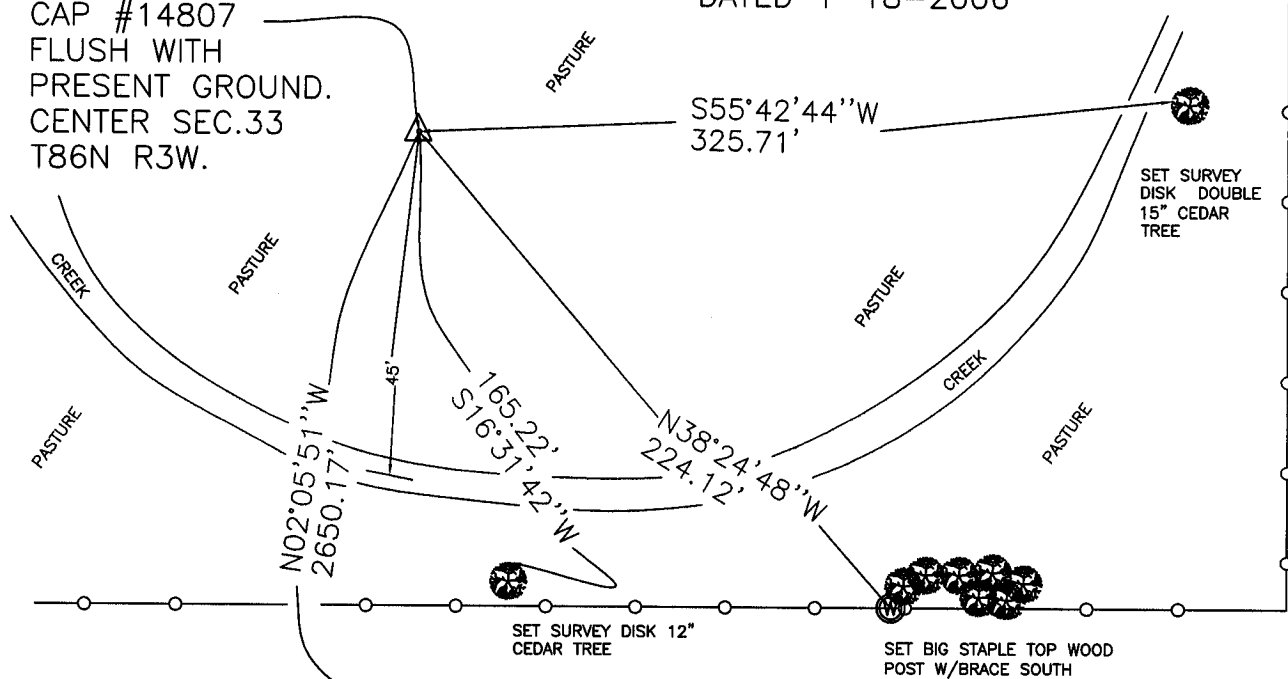 DATED
CAP #14807
FLUSH WITH
PRESENT GROUND.
CENTER SEC.33
T86N R3W.
PASTURE
S55°42'44''W
325.71'
SET SURVEY
DISK DOUBLE
15" CEDAR
TREE
CREEK
PASTURE
PASTURE
45'
CREEK
PASTURE
PASTURE
N02°05'51''W
2650.17'
165.22'
S16°31'42''W
N38°24'48''W
224.12'
W
SET SURVEY DISK 12"
CEDAR TREE
SET BIG STAPLE TOP WOOD
POST W/BRACE SOUTH